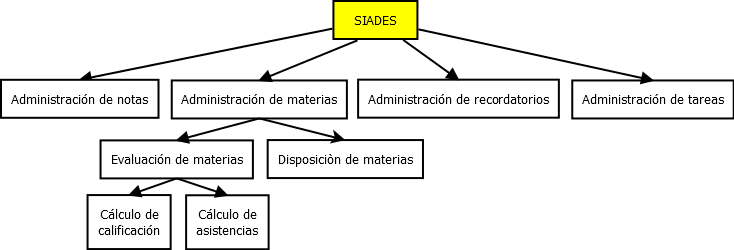 SIADES
Administración de notas
Administración de materias
Administración de recordatorios
Administración de tareas
Evaluación de materias
Disposiciòn de materias
Cálculo de
calificación
Cálculo de
asistencias